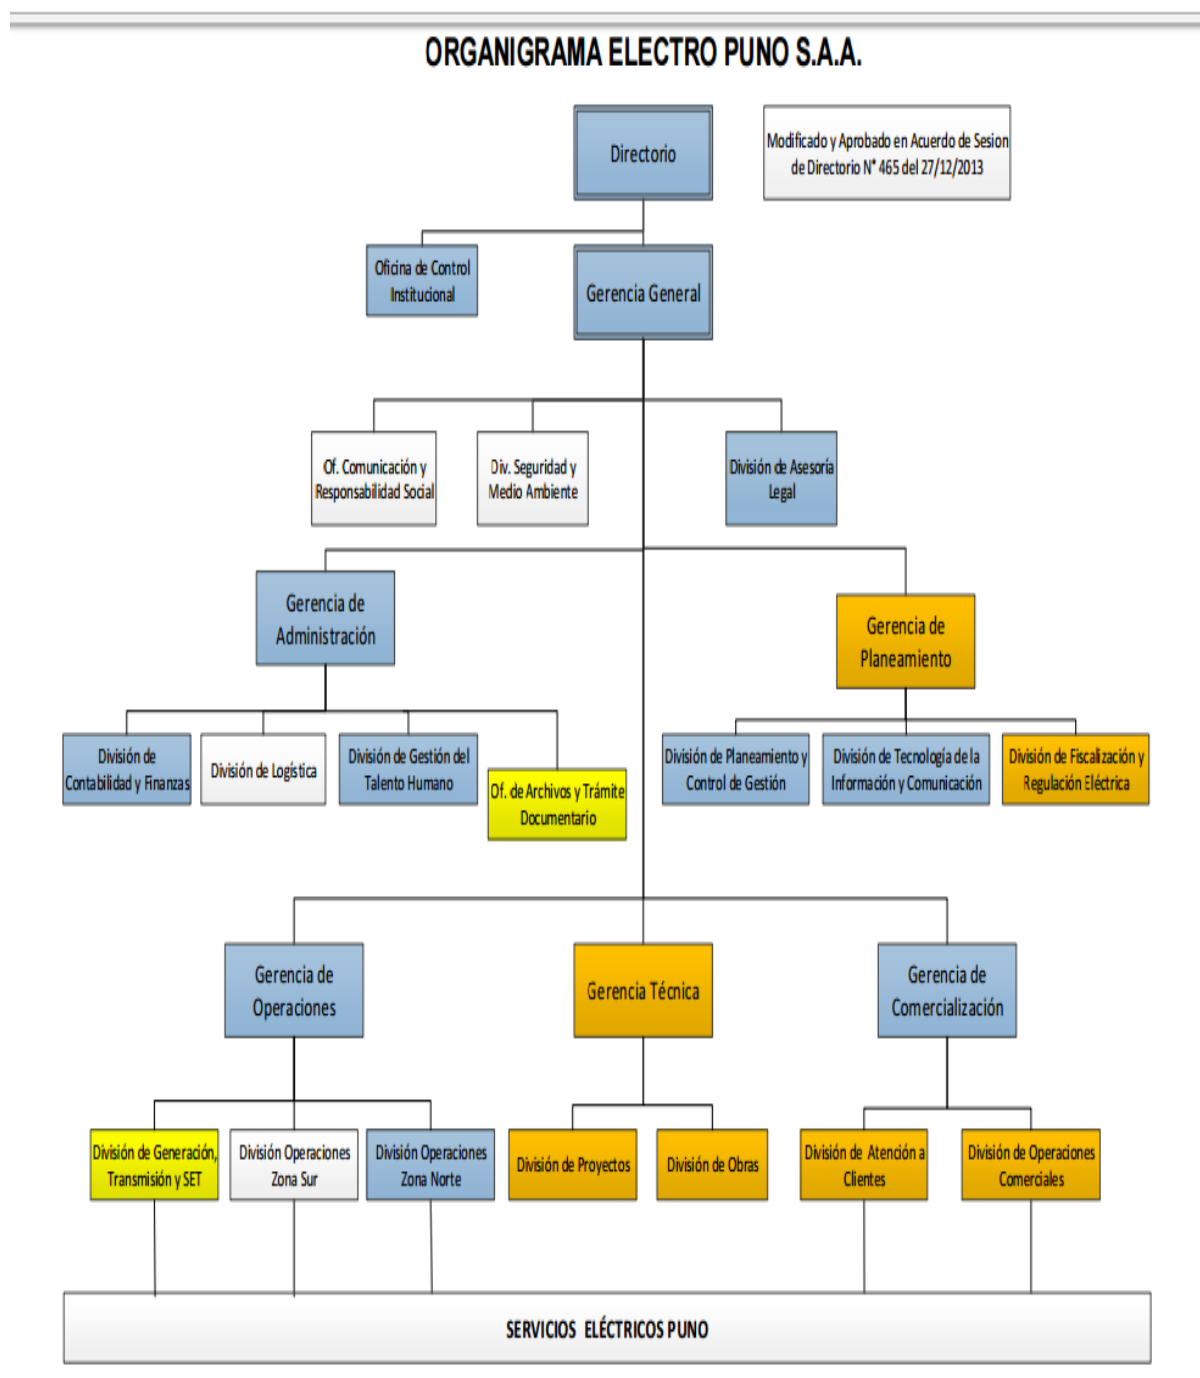 ORGANIGRAMA ELECTRO PUNO S.A.A.
Directorio
Modificado y Aprobado en Acuerdo de Sesion
de Directorio N° 465 del 27/12/2013
Oficina de Control
Institucional
Gerencia General
Of. Comunicación y
Responsabilidad Social
Div. Seguridad y
Medio Ambiente
División de Asesoría
Legal
Gerencia de
Administración
Gerencia de
Planeamiento
División de
Contabilidad y Finanzas
División de Logística
División de Gestión del
Talento Humano
Of. de Archivos y Trámite
Documentario
División de Planeamiento y
Control de Gestión
División de Tecnología de la
Información y Comunicación
División de Fiscalización y
Regulación Eléctrica
Gerencia de
Operaciones
Gerencia Técnica
Gerencia de
Comercialización
División de Generación,
Transmisión y SET
División Operaciones
Zona Sur
División Operaciones
Zona Norte
División de Proyectos
División de Obras
División de Atención a
Clientes
División de Operaciones
Comerciales
SERVICIOS ELÉCTRICOS PUNO